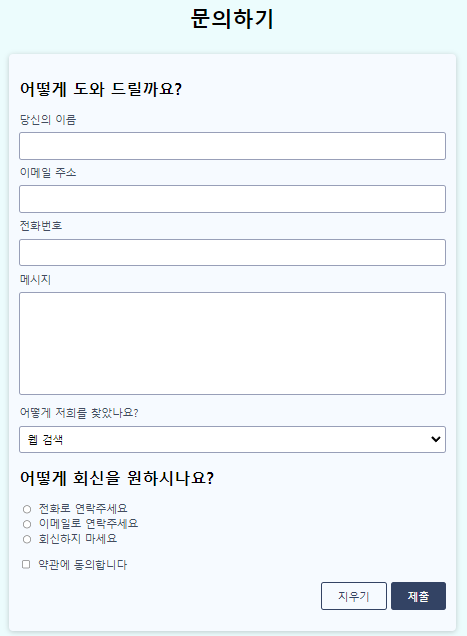 문의하기
어떻게 도와 드릴까요?
당신의 이름
이메일 주소
전화번호
메시지
어떻게 저희를 찾았나요?
웹 검색
어떻게 회신을 원하시나요?
전화로 연락주세요
이메일로 연락주세요
회신하지 마세요
약관에 동의합니다
지우기 제출